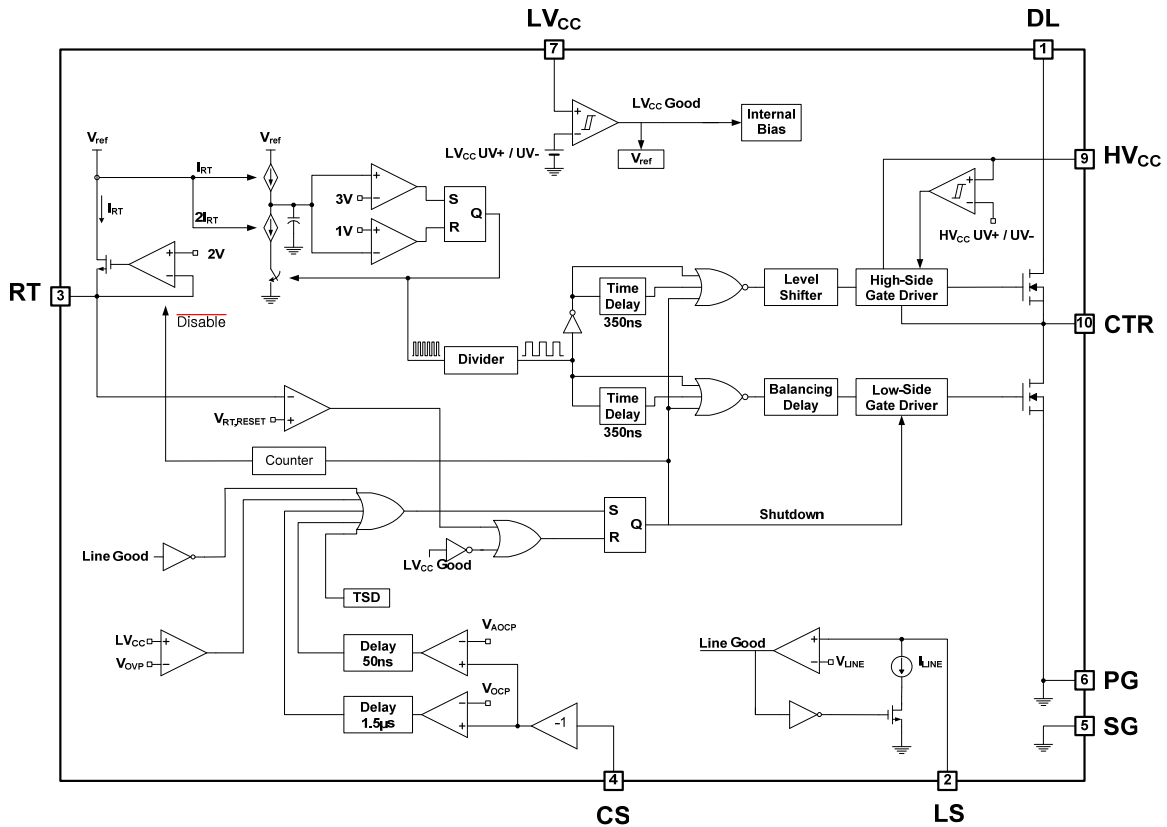 LVCC
DL
7
1
LVCC Good
Internal
Bias
LVCC UV+ / UV-
Vref
9
HVCC
HVCC UV+ / UV-
Vref
Vref
IRT
IRT
2IRT
3V
1V
S
R
Q
2V
RT
3
Disable
Time
Delay
350ns
Level
Shifter
High-Side
Gate Driver
10
CTR
Divider
Time
Delay
350ns
Balancing
Delay
Low-Side
Gate Driver
VRT_RESET
Counter
S
R
Q
Shutdown
Line Good
LVCC Good
TSD
LVCC
VOVP
Delay
50ns
VAOCP
Delay
1.5µs
VOCP
-1
Line Good
VLINE
ILINE
6
PG
5
SG
4
CS
2
LS